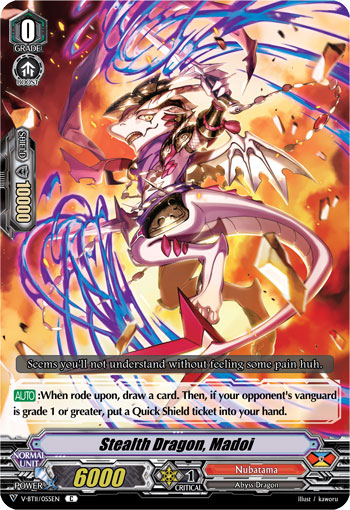 0
GRADE
BOOST
SHIELD 10000
Seems you'll not understand without feeling some pain huh.
AUTO:When rode upon, draw a card. Then, if your opponent's vanguard
is grade 1 or greater, put a Quick Shield ticket into your hand.
Stealth Dragon, Madoi
NORMAL
UNIT
POWER
6000
1
CRITICAL
Nubatama
Abyss Dragon
V-BT11/055EN C
illust / kaworu